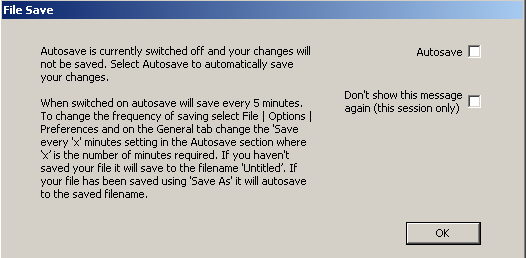 File Save
Autosave is currently switched off and your changes will
not be saved. Select Autosave to automatically save
your changes.
Autosave
When switched on autosave will save every 5 minutes.
To change the frequency of saving select File | Options |
Preferences and on the General tab change the 'Save
every 'x' minutes setting in the Autosave section where
'x' is the number of minutes required. If you haven't
saved your file it will save to the filename 'Untitled'. If
your file has been saved using 'Save As' it will autosave
to the saved filename.
Don't show this message
again (this session only)
OK